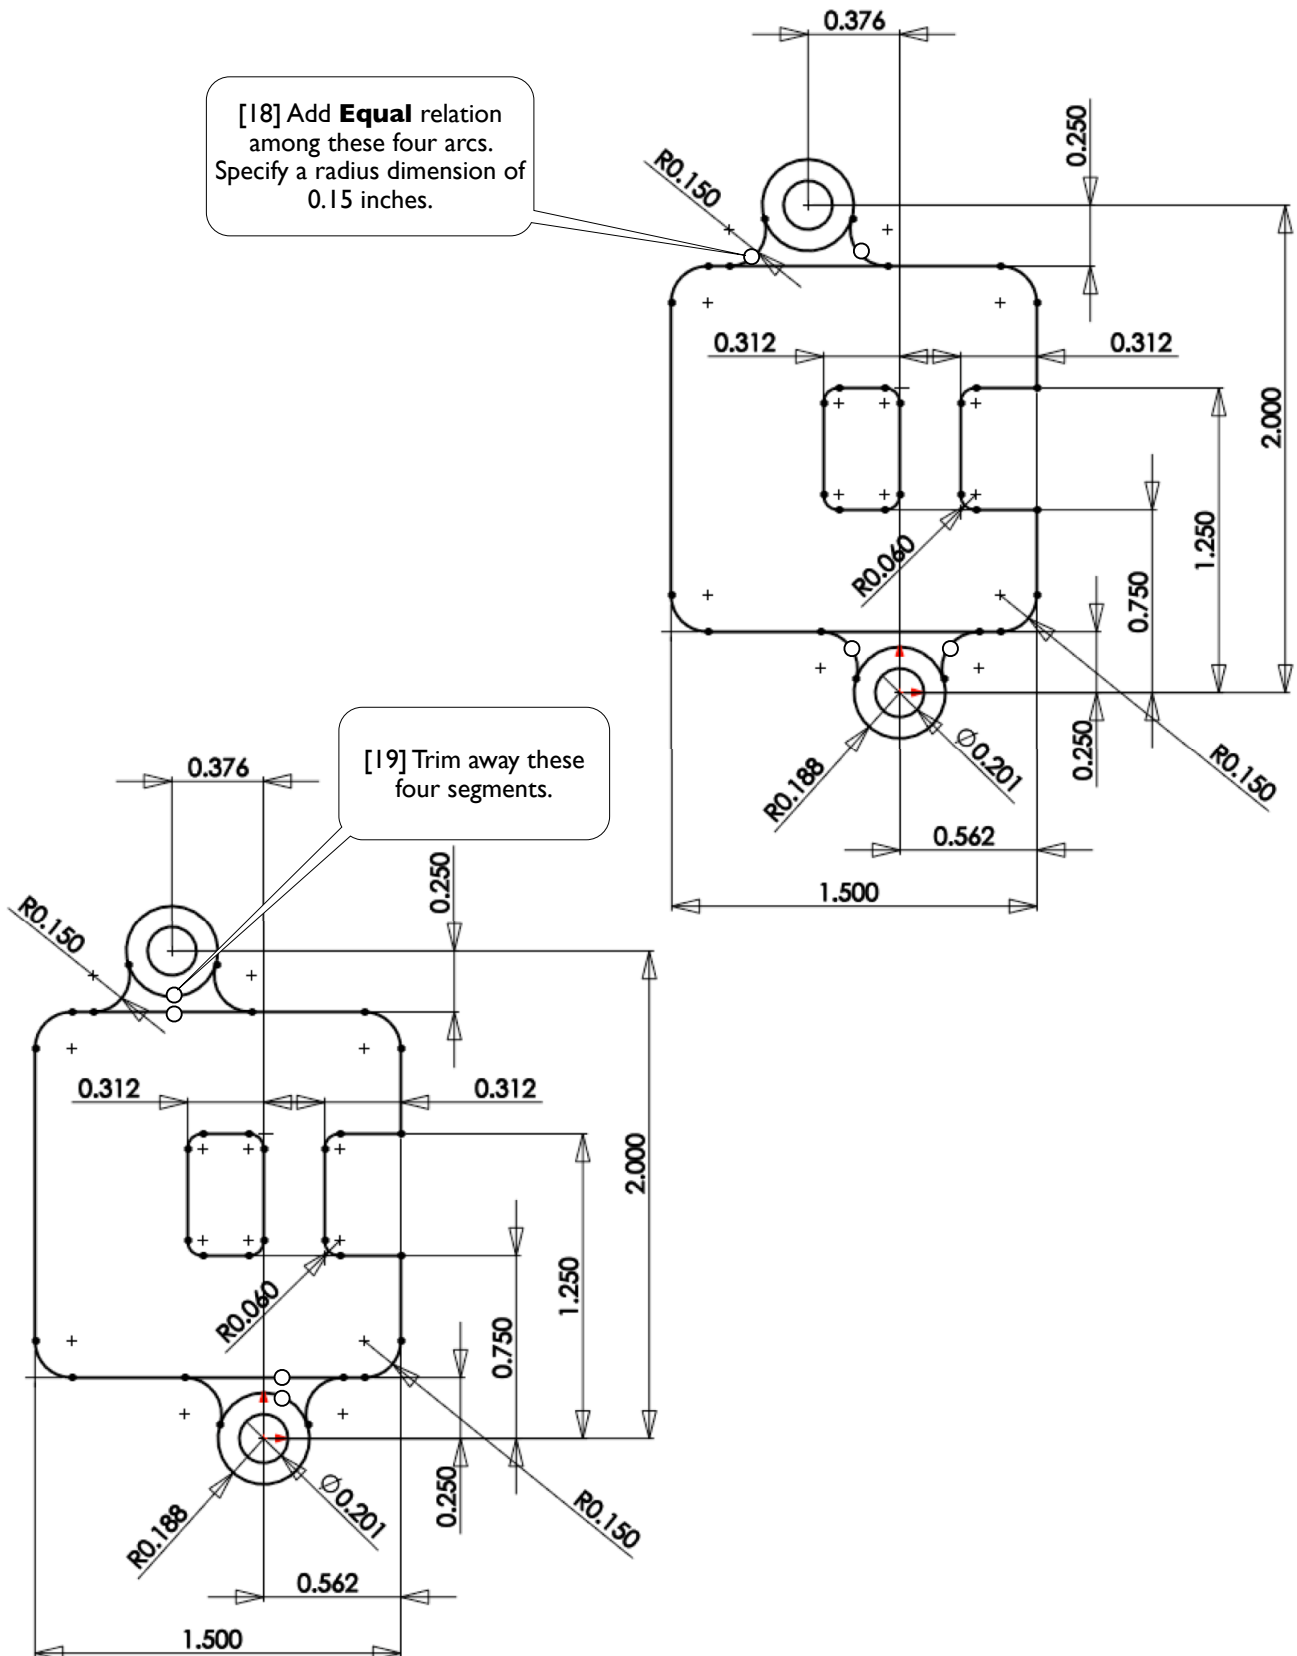 0.376
[18] Add Equal relation
among these four arcs.
Specify a radius dimension of
0.15 inches.
R0.150
0.250
0.312
0.312
2.000
1.250
R0.060
0.750
0.250
R0.188
Ø0.201
R0.150
0.562
1.500
[19] Trim away these
four segments.
0.376
R0.150
0.250
0.312
0.312
2.000
1.250
R0.060
0.750
0.250
R0.188
Ø0.201
R0.150
0.562
1.500